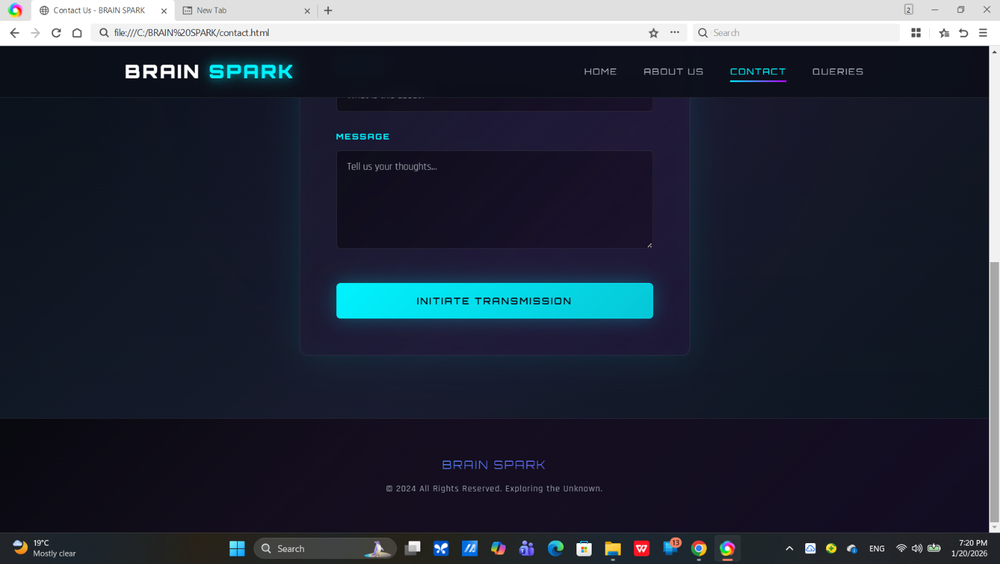 Contact Us - BRAIN SPARK
New Tab
2
file:///C:/BRAIN%20SPARK/contact.html
Search
BRAIN SPARK
HOME
ABOUT US
CONTACT
QUERIES
MESSAGE
Tell us your thoughts...
INITIATE TRANSMISSION
BRAIN SPARK
© 2024 All Rights Reserved. Exploring the Unknown.
19°C
Mostly clear
Search
13
ENG
7:20 PM
1/20/2026